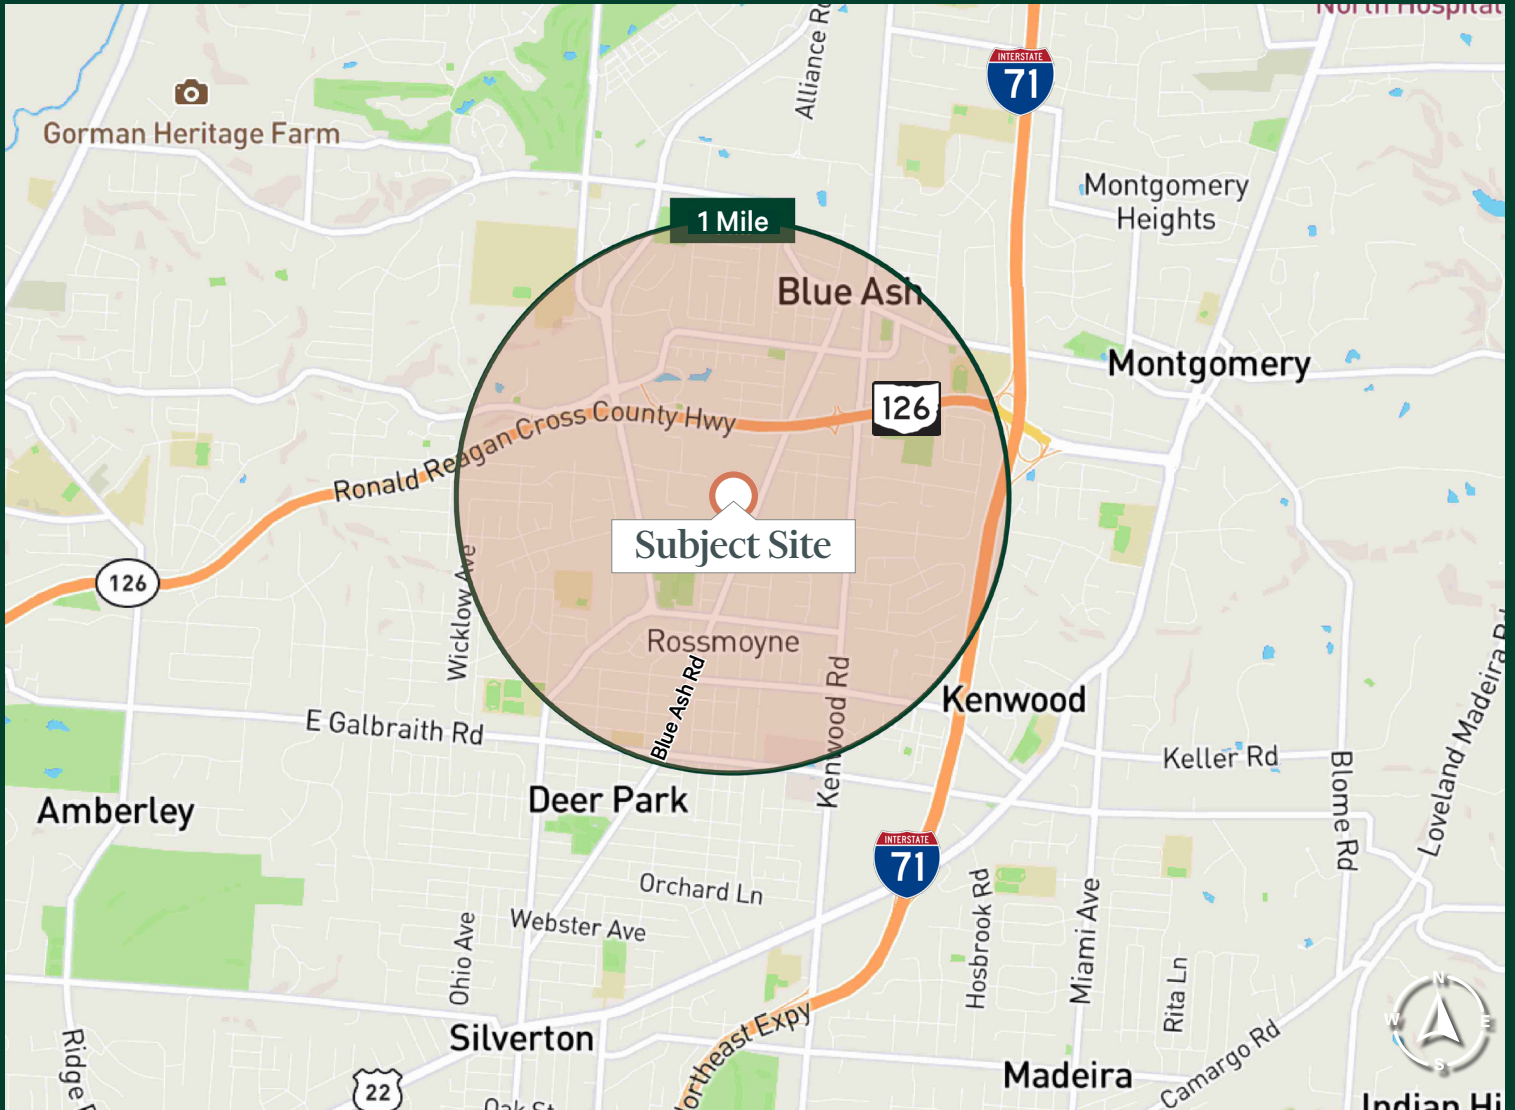 North Hospital
Alliance Rd
INTERSTATE
71
Gorman Heritage Farm
Montgomery
Heights
1 Mile
Blue Ash
Montgomery
126
Ronald Reagan Cross County Hwy
Subject Site
126
Wicklow Ave
Rossmoyne
Blue Ash Rd
Kenwood Rd
Kenwood
E Galbraith Rd
Keller Rd
Blome Rd
Loveland Madeira Rd
Amberley
Deer Park
INTERSTATE
71
Orchard Ln
Webster Ave
Ohio Ave
Hosbrook Rd
Miami Ave
Rita Ln
N
W
E
S
Silverton
Northeast Expy
Ridge
Madeira
Camargo Rd
22
Oak St
Indian Hi